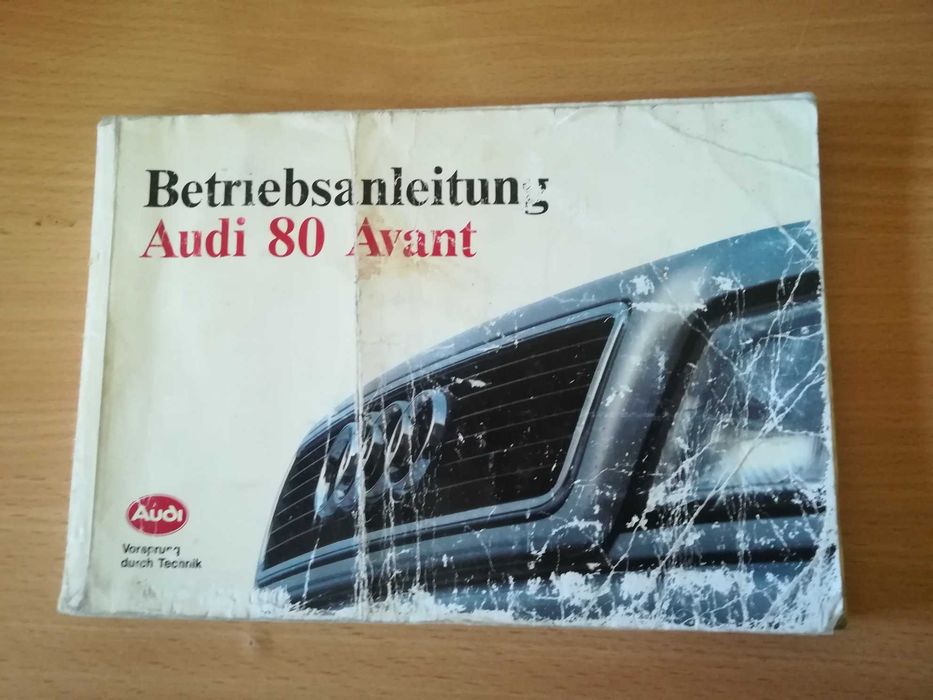 Betriebsanleitung
Audi 80 Avant
Audi
Vorsprung
durch Technik